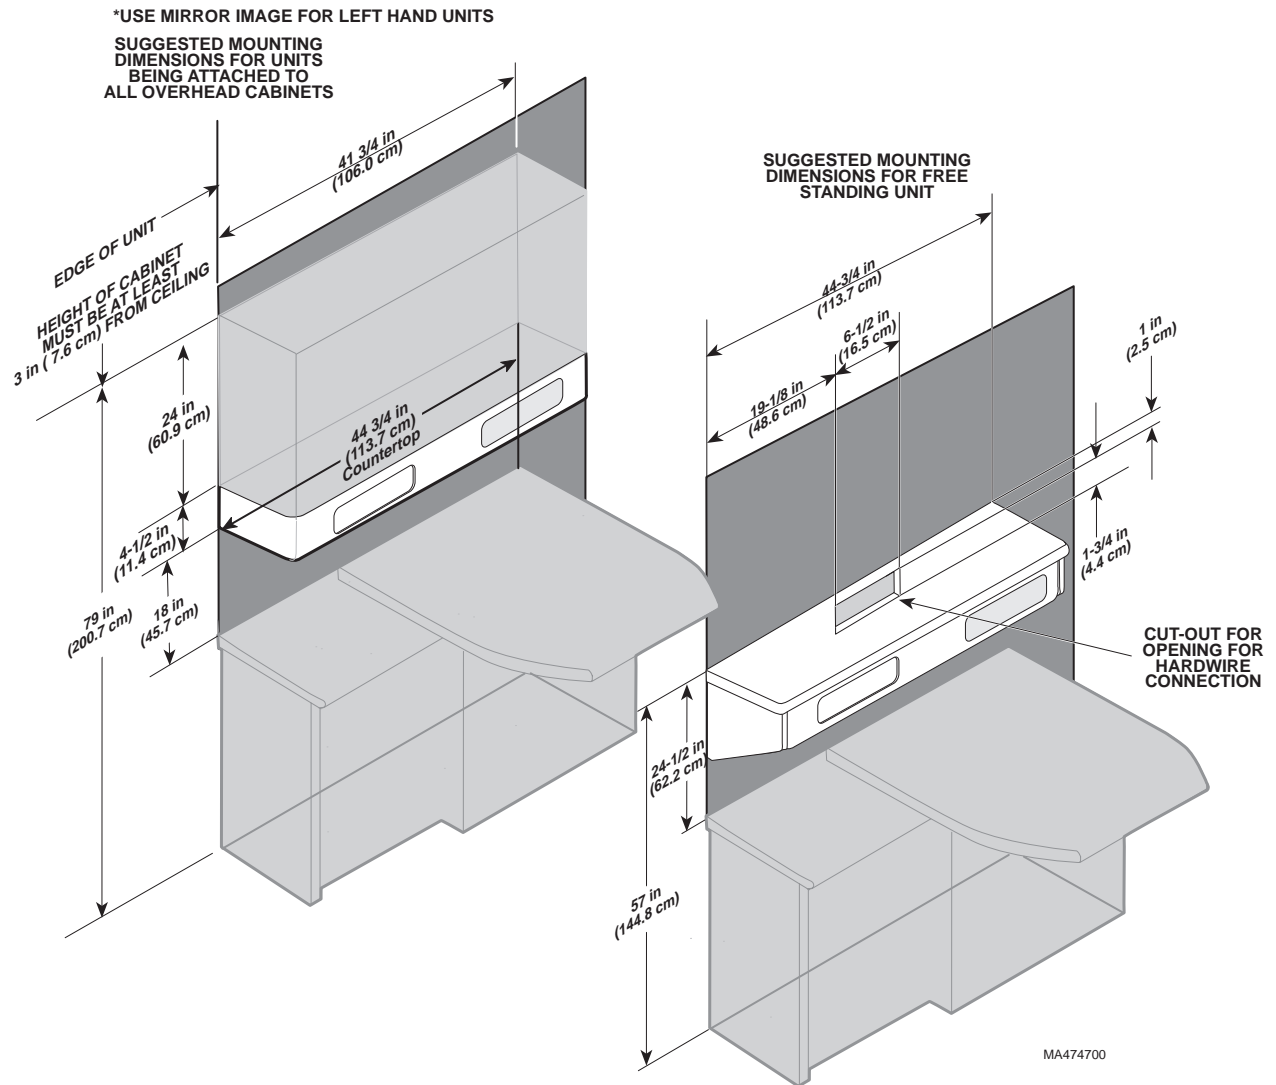 *USE MIRROR IMAGE FOR LEFT HAND UNITS
SUGGESTED MOUNTING
DIMENSIONS FOR UNITS
BEING ATTACHED TO
ALL OVERHEAD CABINETS
41 3/4 in
(106.0 cm)
EDGE OF UNIT
HEIGHT OF CABINET
MUST BE AT LEAST
3 in ( 7.6 cm) FROM CEILING
24 in
(60.9 cm)
44 3/4 in
(113.7 cm)
Countertop
4-1/2 in
(11.4 cm)
18 in
(45.7 cm)
79 in
(200.7 cm)
SUGGESTED MOUNTING
DIMENSIONS FOR FREE
STANDING UNIT
44-3/4 in
(113.7 cm)
6-1/2 in
(16.5 cm)
1 in
(2.5 cm)
19-1/8 in
(48.6 cm)
1-3/4 in
(4.4 cm)
CUT-OUT FOR
OPENING FOR
HARDWIRE
CONNECTION
24-1/2 in
(62.2 cm)
57 in
(144.8 cm)
MA474700